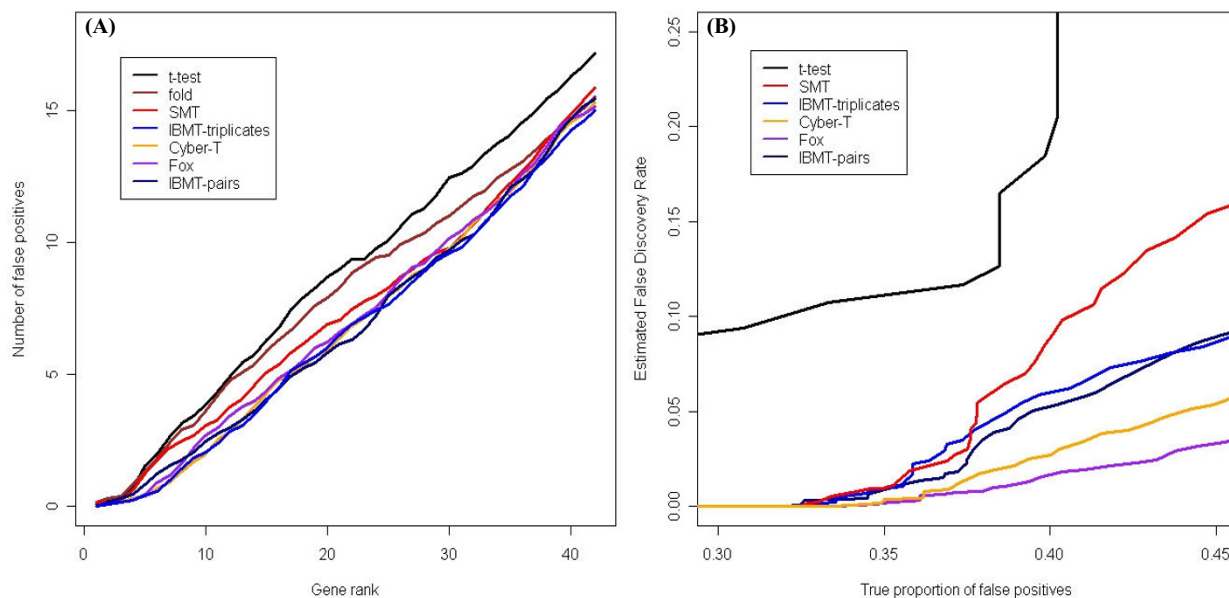 (A)
t-test
fold
SMT
IBMT-triplicates
Cyber-T
Fox
IBMT-pairs
Number of false positives
15
10
5
0
0
10
20
30
40
Gene rank
(B)
t-test
SMT
IBMT-triplicates
Cyber-T
Fox
IBMT-pairs
Estimated False Discovery Rate
0.25
0.20
0.15
0.10
0.05
0.00
0.30
0.35
0.40
0.45
True proportion of false positives